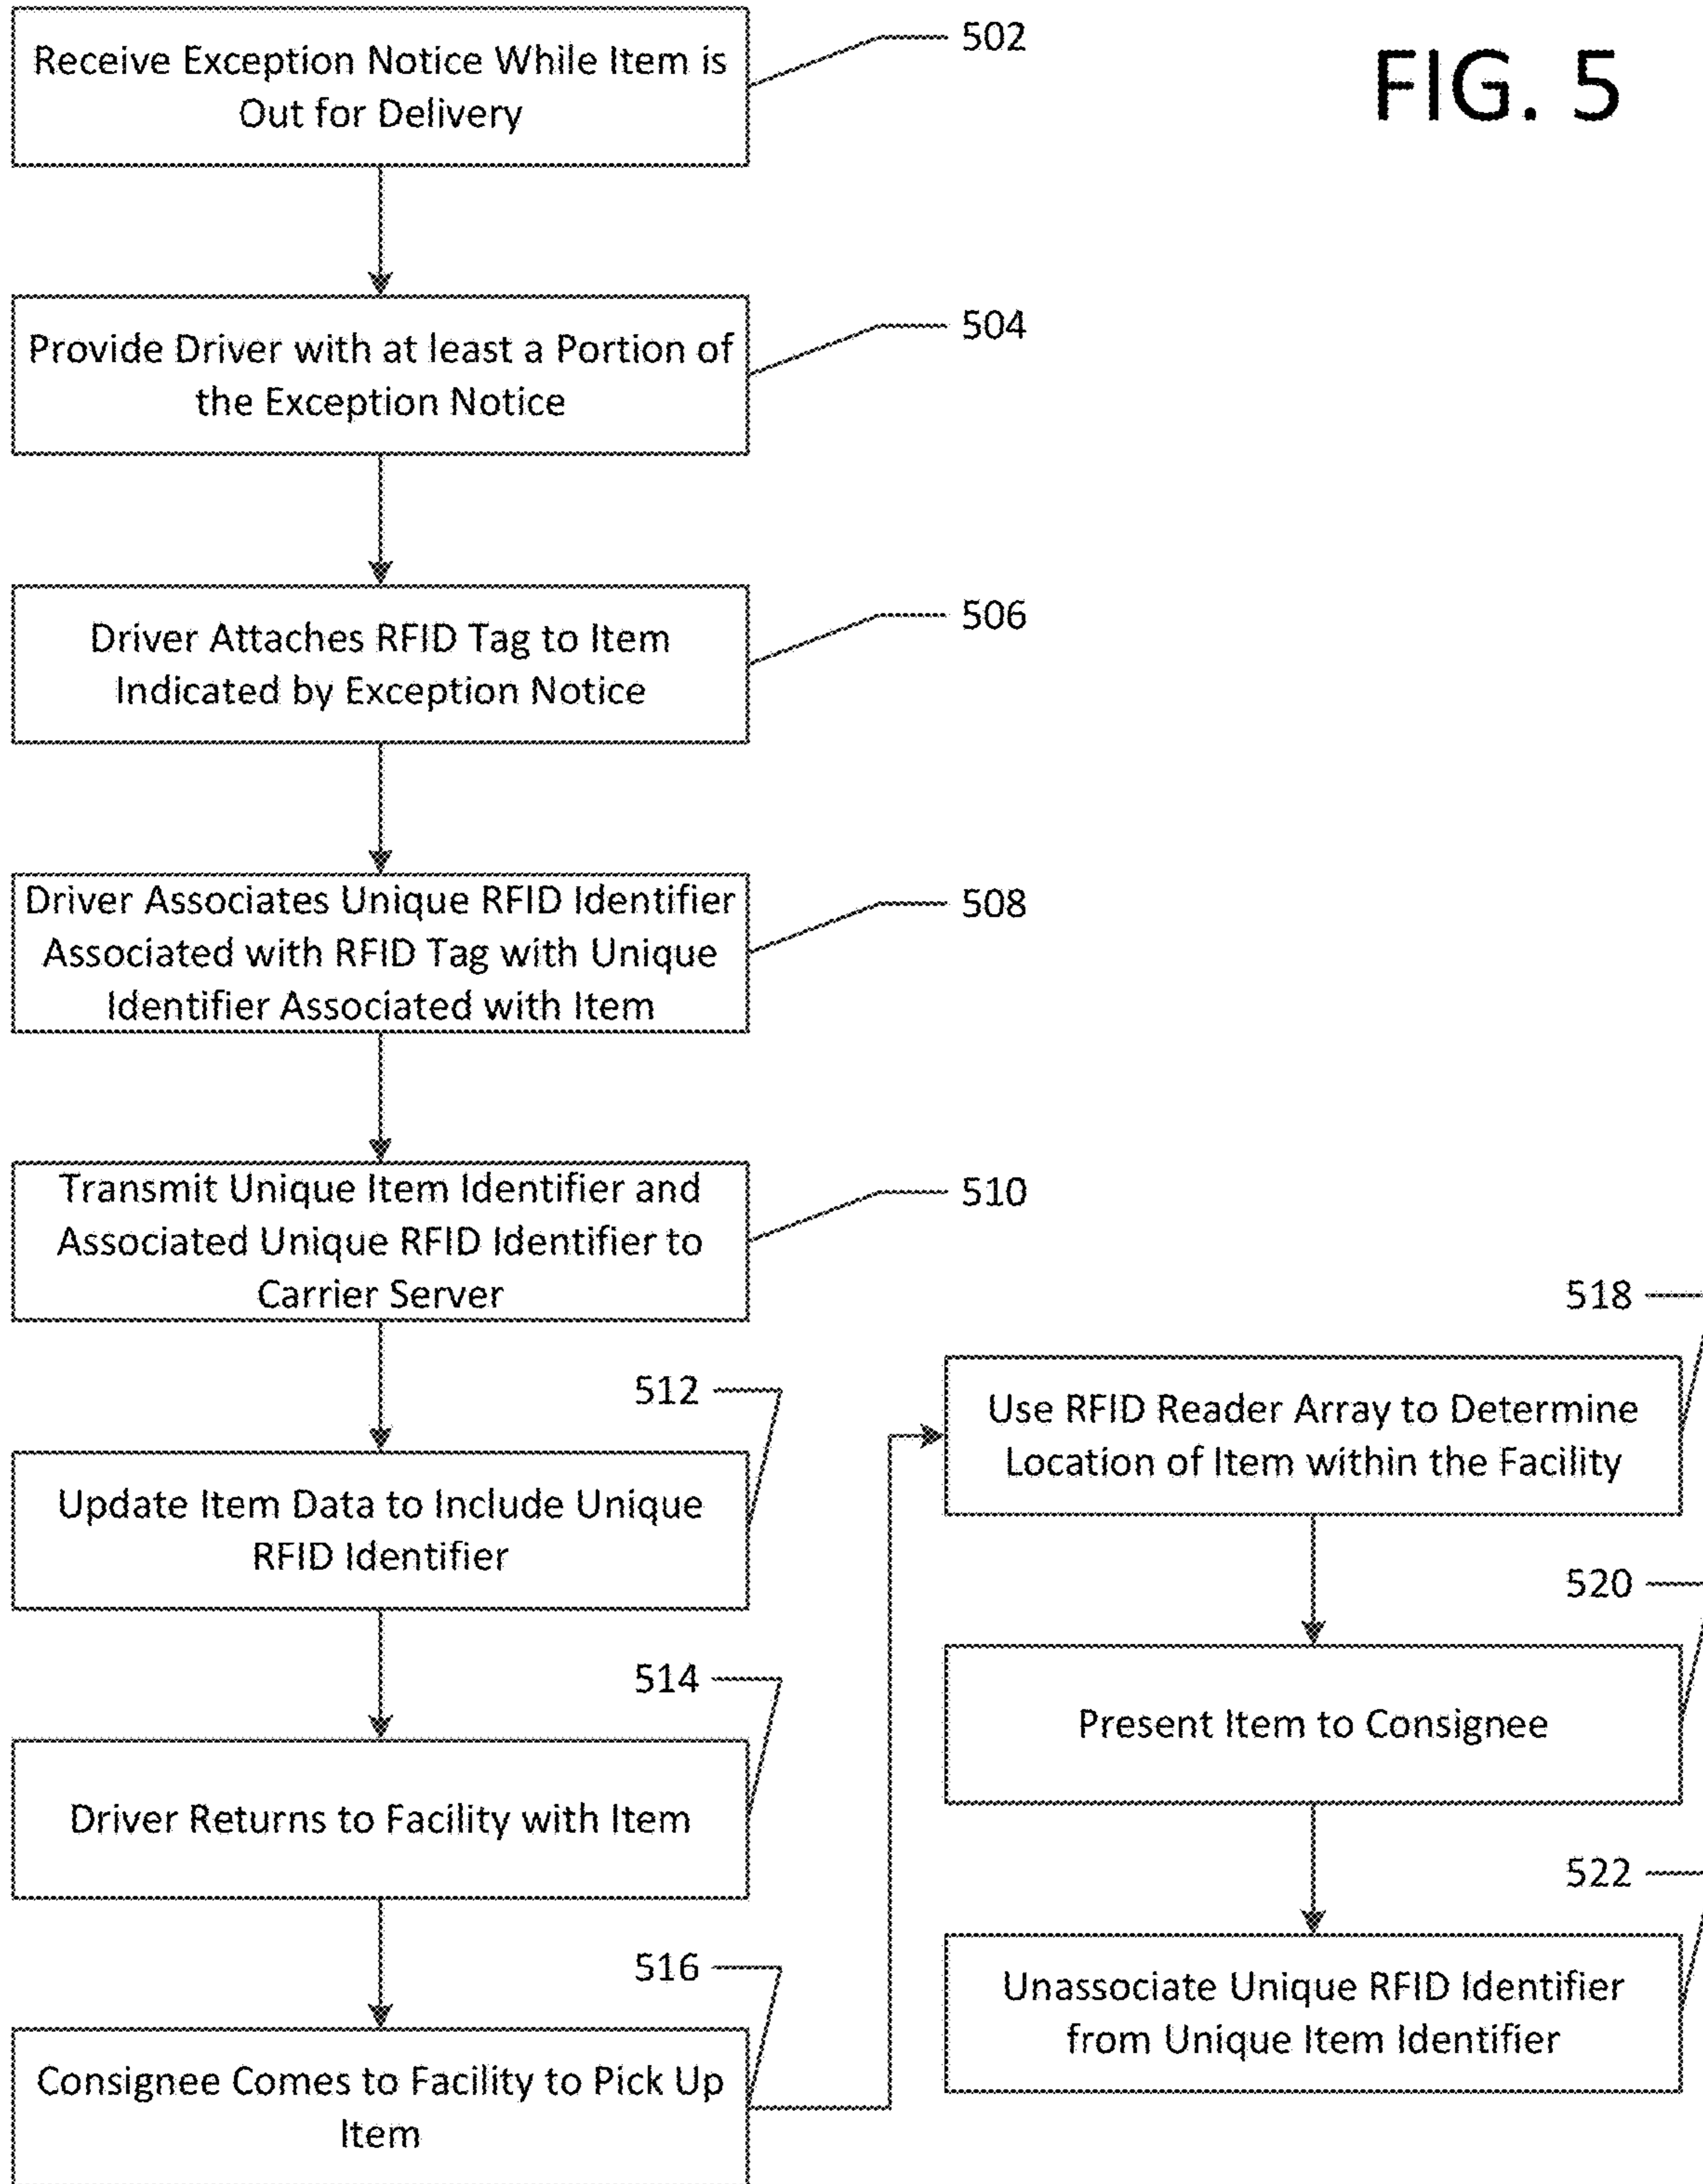 FIG. 5
Receive Exception Notice While Item is
Out for Delivery
502
Provide Driver with at least a Portion of
the Exception Notice
504
Driver Attaches RFID Tag to Item
Indicated by Exception Notice
506
Driver Associates Unique RFID Identifier
Associated with RFID Tag with Unique
Identifier Associated with Item
508
Transmit Unique Item Identifier and
Associated Unique RFID Identifier to
Carrier Server
510
512
Update Item Data to Include Unique
RFID Identifier
514
Driver Returns to Facility with Item
516
Consignee Comes to Facility to Pick Up
Item
518
Use RFID Reader Array to Determine
Location of Item within the Facility
520
Present Item to Consignee
522
Unassociate Unique RFID Identifier
from Unique Item Identifier